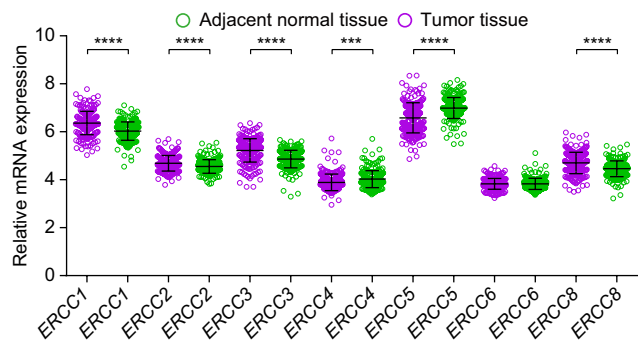 Adjacent normal tissue Tumor tissue
**** **** **** *** **** ****
Relative mRNA expression
10
8
6
4
2
0
ERCC1 ERCC1 ERCC2 ERCC2 ERCC3 ERCC3 ERCC4 ERCC4 ERCC5 ERCC5 ERCC6 ERCC6 ERCC8 ERCC8